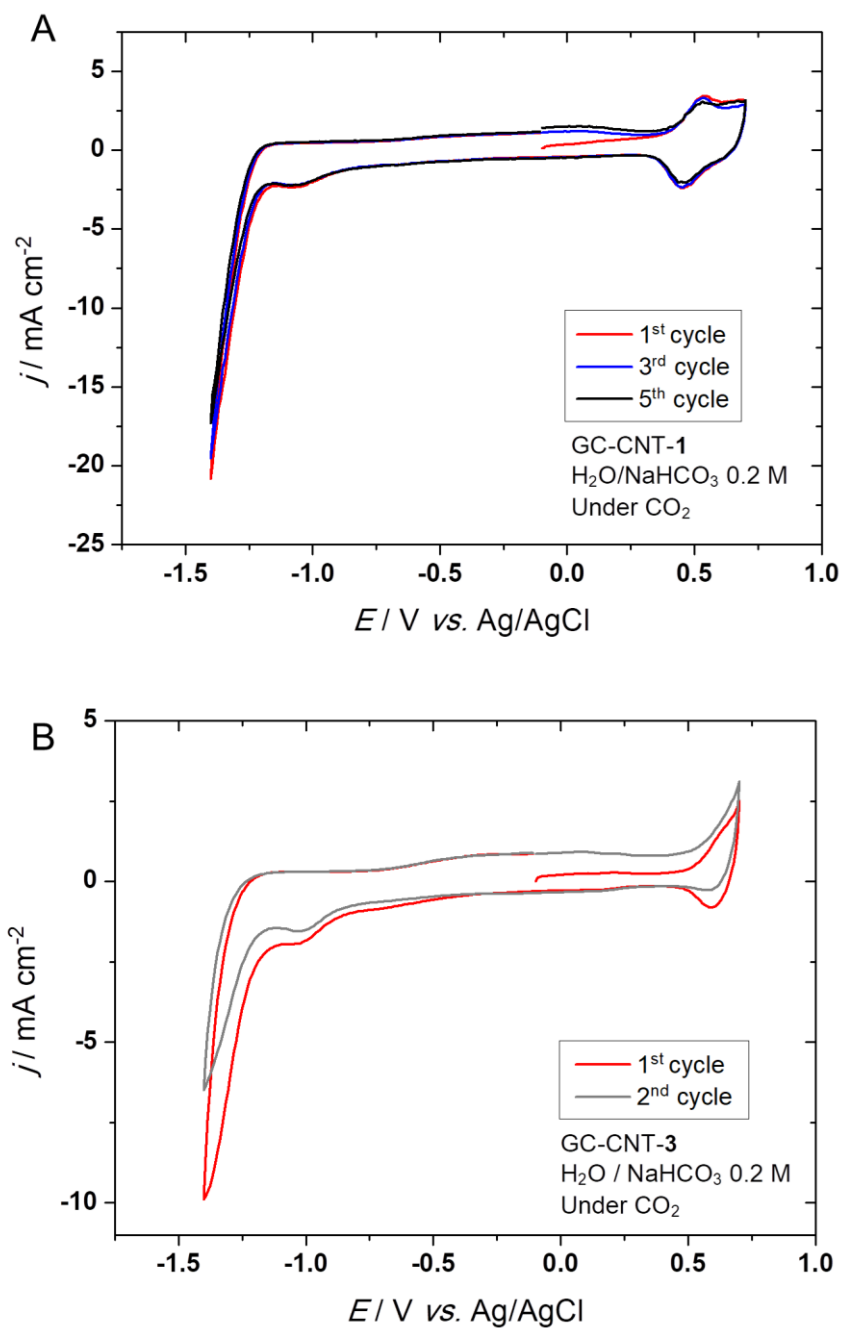 A
5
0
-5
-10
-15
-20
-25
j / mA cm-2
-1.5 -1.0 -0.5 0.0 0.5 1.0
E / V vs. Ag/AgCl
1st cycle
3rd cycle
5th cycle
GC-CNT-1
H2O/NaHCO3 0.2 M
Under CO2
B
5
0
-5
-10
j / mA cm-2
-1.5 -1.0 -0.5 0.0 0.5 1.0
E / V vs. Ag/AgCl
1st cycle
2nd cycle
GC-CNT-3
H2O / NaHCO3 0.2 M
Under CO2